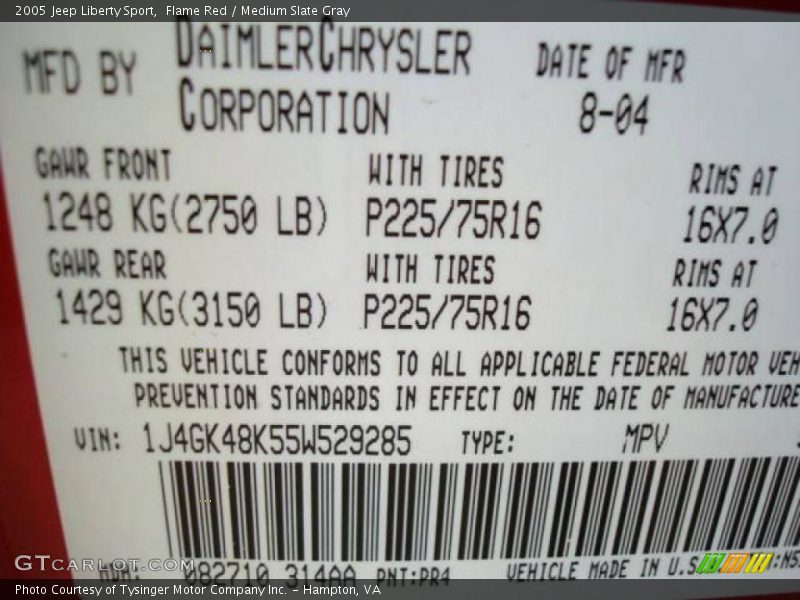 2005 Jeep Liberty Sport, Flame Red / Medium Slate Gray
MFD BY DAIMLERCHRYSLER CORPORATION DATE OF MFR 8-04
GAWR FRONT WITH TIRES RIMS AT
1248 KG(2750 LB) P225/75R16 16X7.0
GAWR REAR WITH TIRES RIMS AT
1429 KG(3150 LB) P225/75R16 16X7.0
THIS VEHICLE CONFORMS TO ALL APPLICABLE FEDERAL MOTOR VEH
PREVENTION STANDARDS IN EFFECT ON THE DATE OF MANUFACTURE
VIN: 1J4GK48K55W529285 TYPE: MPV
MDH: 082710 314AA PNT:PR4 VEHICLE MADE IN U.S
GTCarLot.com
Photo Courtesy of Tysinger Motor Company Inc. - Hampton, VA